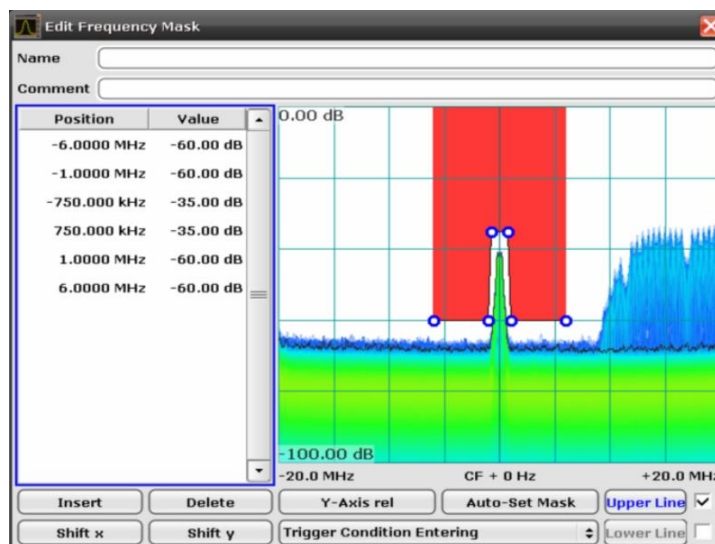 Edit Frequency Mask
Name
Comment
Position Value
-6.0000 MHz -60.00 dB
-1.0000 MHz -60.00 dB
-750.000 kHz -35.00 dB
750.000 kHz -35.00 dB
1.0000 MHz -60.00 dB
6.0000 MHz -60.00 dB
0.00 dB
-100.00 dB
-20.0 MHz CF + 0 Hz +20.0 MHz
Insert Delete Y-Axis rel Auto-Set Mask Upper Line
Shift x Shift y Trigger Condition Entering Lower Line